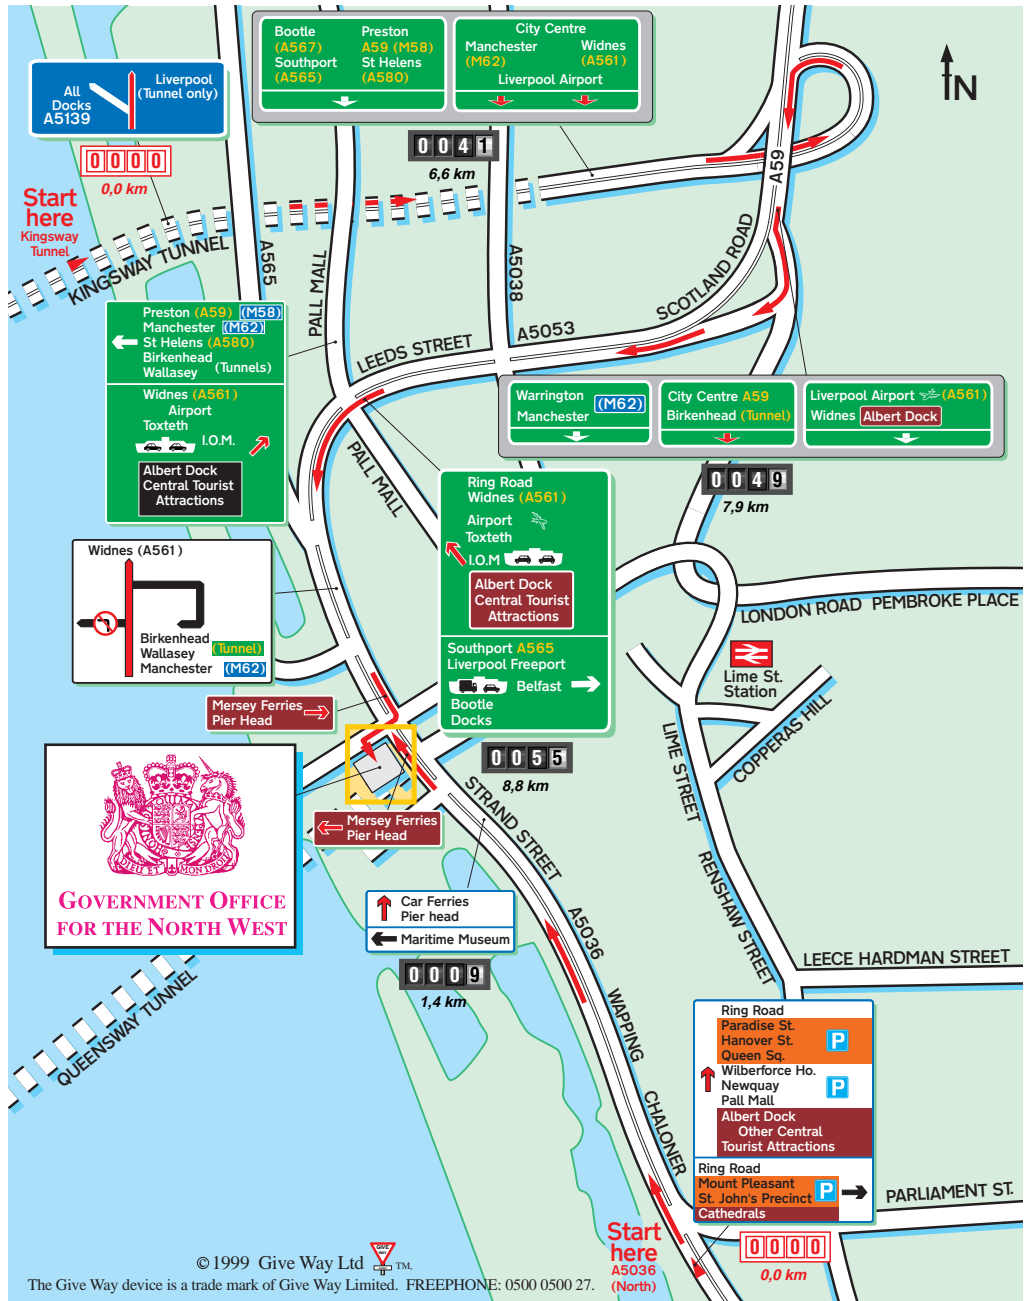 Bootle
(A567)
Southport
(A565)
Preston
A59 (M58)
St Helens
(A580)
City Centre
Manchester
(M62)
Widnes
(A561)
Liverpool Airport
N
All
Docks
A5139
Liverpool
(Tunnel only)
0000
0,0 km
0041
6,6 km
Start
here
Kingsway
Tunnel
KINGSWAY TUNNEL
A565
PALL MALL
A5038
A59
SCOTLAND ROAD
A5053
LEEDS STREET
Preston (A59) (M58)
Manchester (M62)
St Helens (A580)
Birkenhead
Wallasey
(Tunnels)
Widnes (A561)
Airport
Toxteth
I.O.M.
Albert Dock
Central Tourist
Attractions
Warrington
Manchester
(M62)
City Centre A59
Birkenhead (Tunnel)
Liverpool Airport (A561)
Widnes Albert Dock
0049
7,9 km
PALL MALL
Ring Road
Widnes (A561)
Airport
Toxteth
I.O.M
Albert Dock
Central Tourist
Attractions
Southport A565
Liverpool Freeport
Belfast
Bootle
Docks
0055
8,8 km
Widnes (A561)
Birkenhead
Wallasey
Manchester
(Tunnel)
(M62)
LONDON ROAD PEMBROKE PLACE
Lime St.
Station
COPPERAS HILL
LIME STREET
Mersey Ferries
Pier Head
Mersey Ferries
Pier Head
DIEU ET MON DROIT
GOVERNMENT OFFICE
FOR THE NORTH WEST
STRAND STREET
RENSHAW STREET
Car Ferries
Pier head
Maritime Museum
0009
1,4 km
A5036
WAPPING
CHALONER
LEECE HARDMAN STREET
QUEENSWAY TUNNEL
Ring Road
Paradise St.
Hanover St.
Queen Sq.
P
Wilberforce Ho.
Newquay
Pall Mall
P
Albert Dock
Other Central
Tourist Attractions
Ring Road
Mount Pleasant
St. John's Precinct
P
Cathedrals
PARLIAMENT ST.
Start
here
A5036
(North)
0000
0,0 km
©1999 Give Way Ltd GIVE WAY TM.
The Give Way device is a trade mark of Give Way Limited. FREEPHONE: 0500 0500 27.